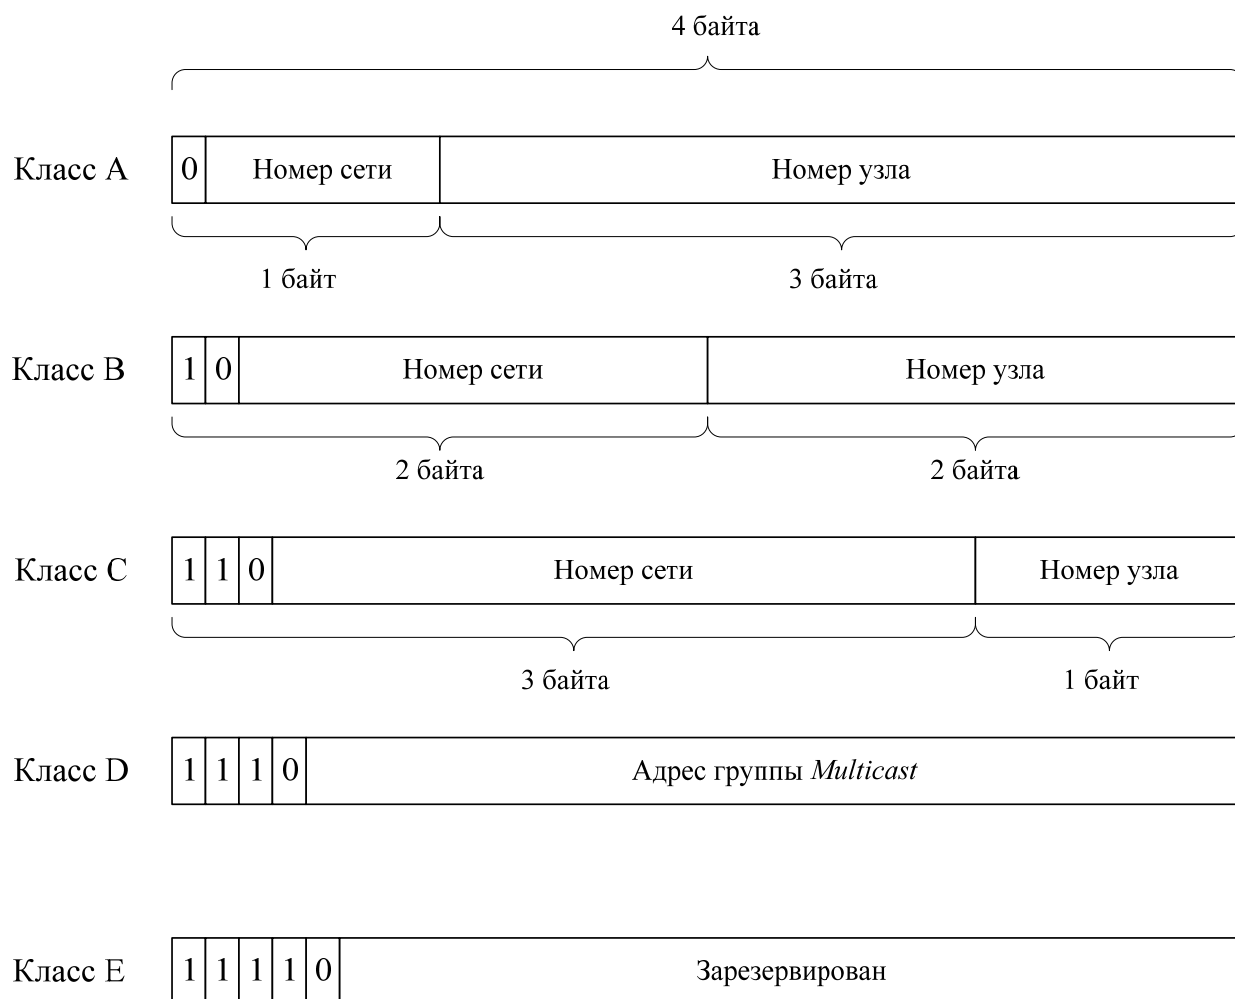 4 байта
Класс A 0 Номер сети Номер узла
1 байт 3 байта
Класс B 1 0 Номер сети Номер узла
2 байта 2 байта
Класс C 1 1 0 Номер сети Номер узла
3 байта 1 байт
Класс D 1 1 1 0 Адрес группы Multicast
Класс E 1 1 1 1 0 Зарезервирован